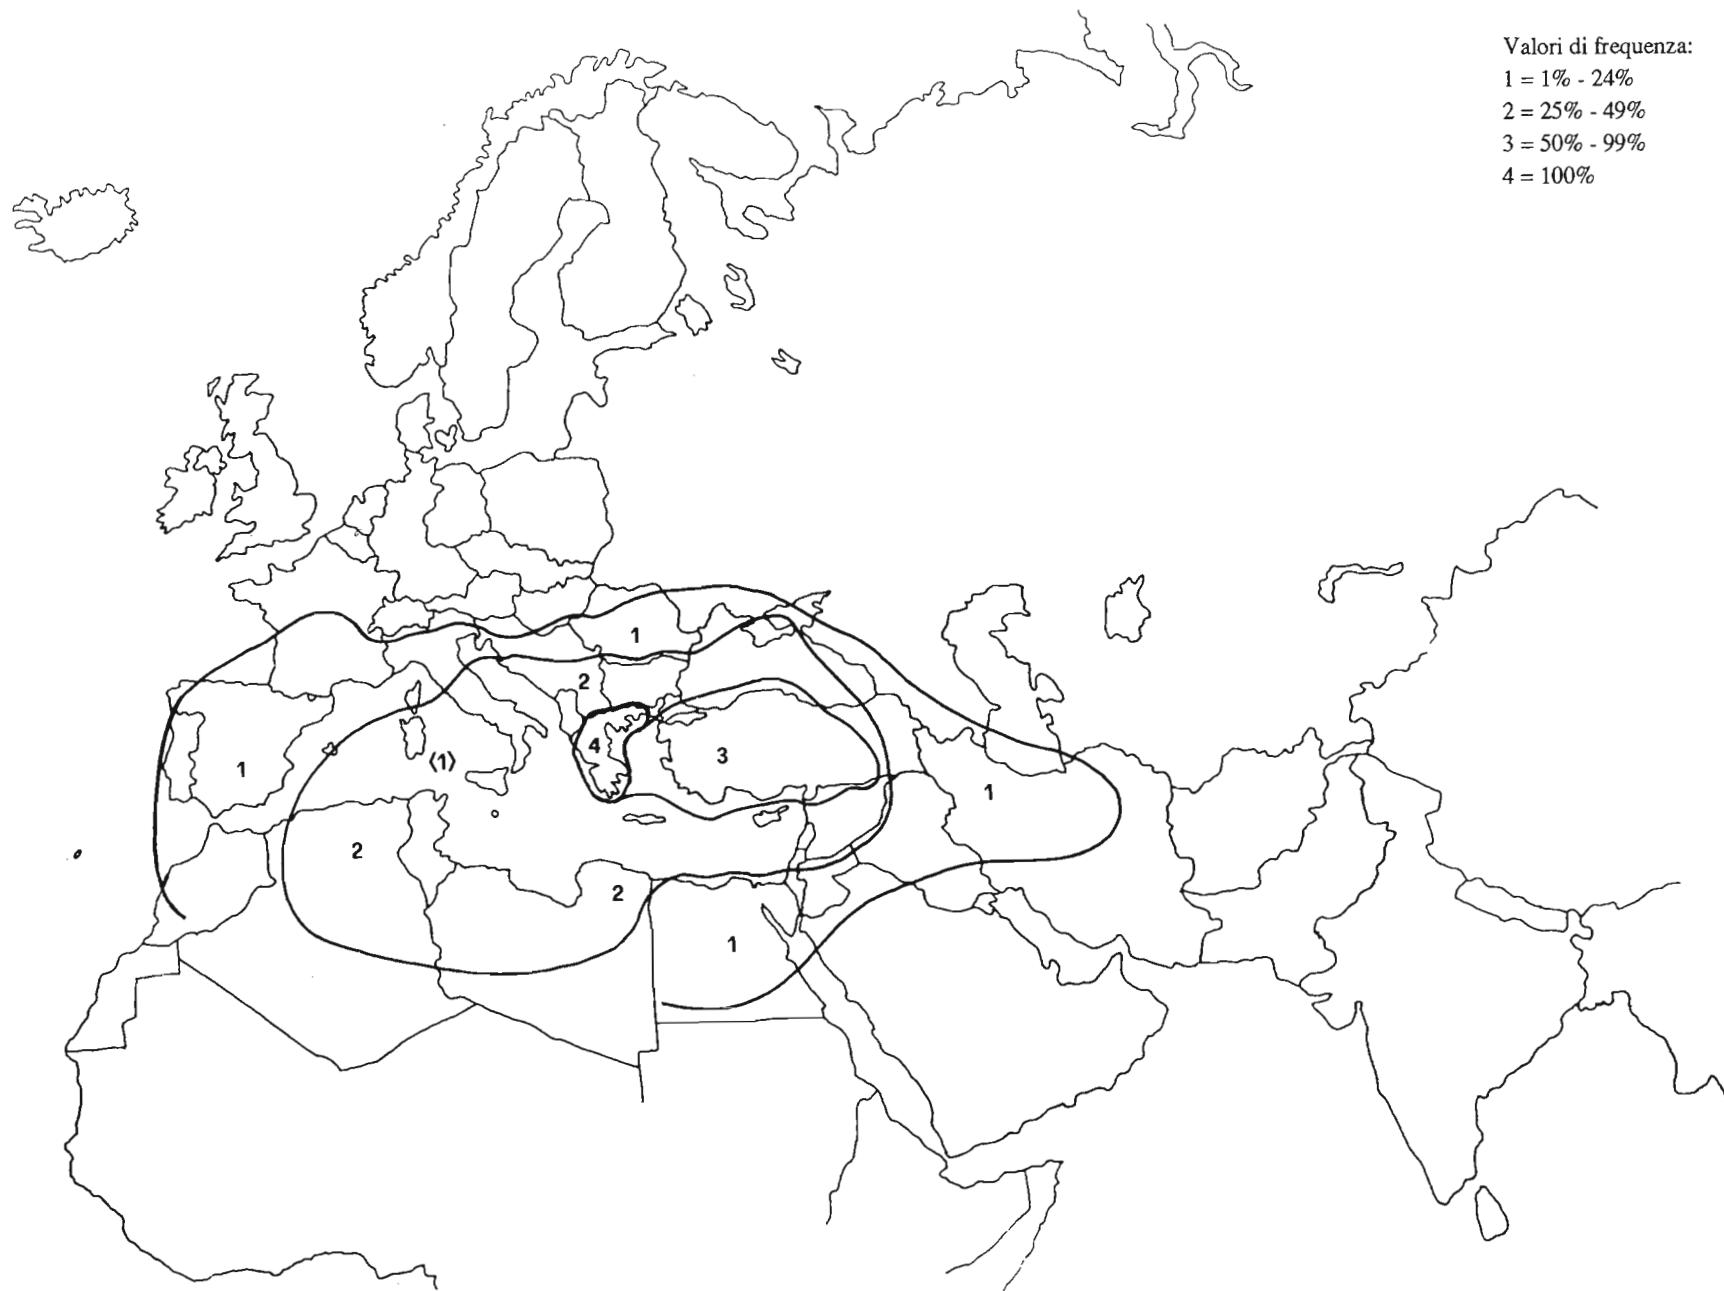 Valori di frequenza:
1 = 1% - 24%
2 = 25% - 49%
3 = 50% - 99%
4 = 100%
1
2
4
3
1
⟨1⟩
1
2
2
1